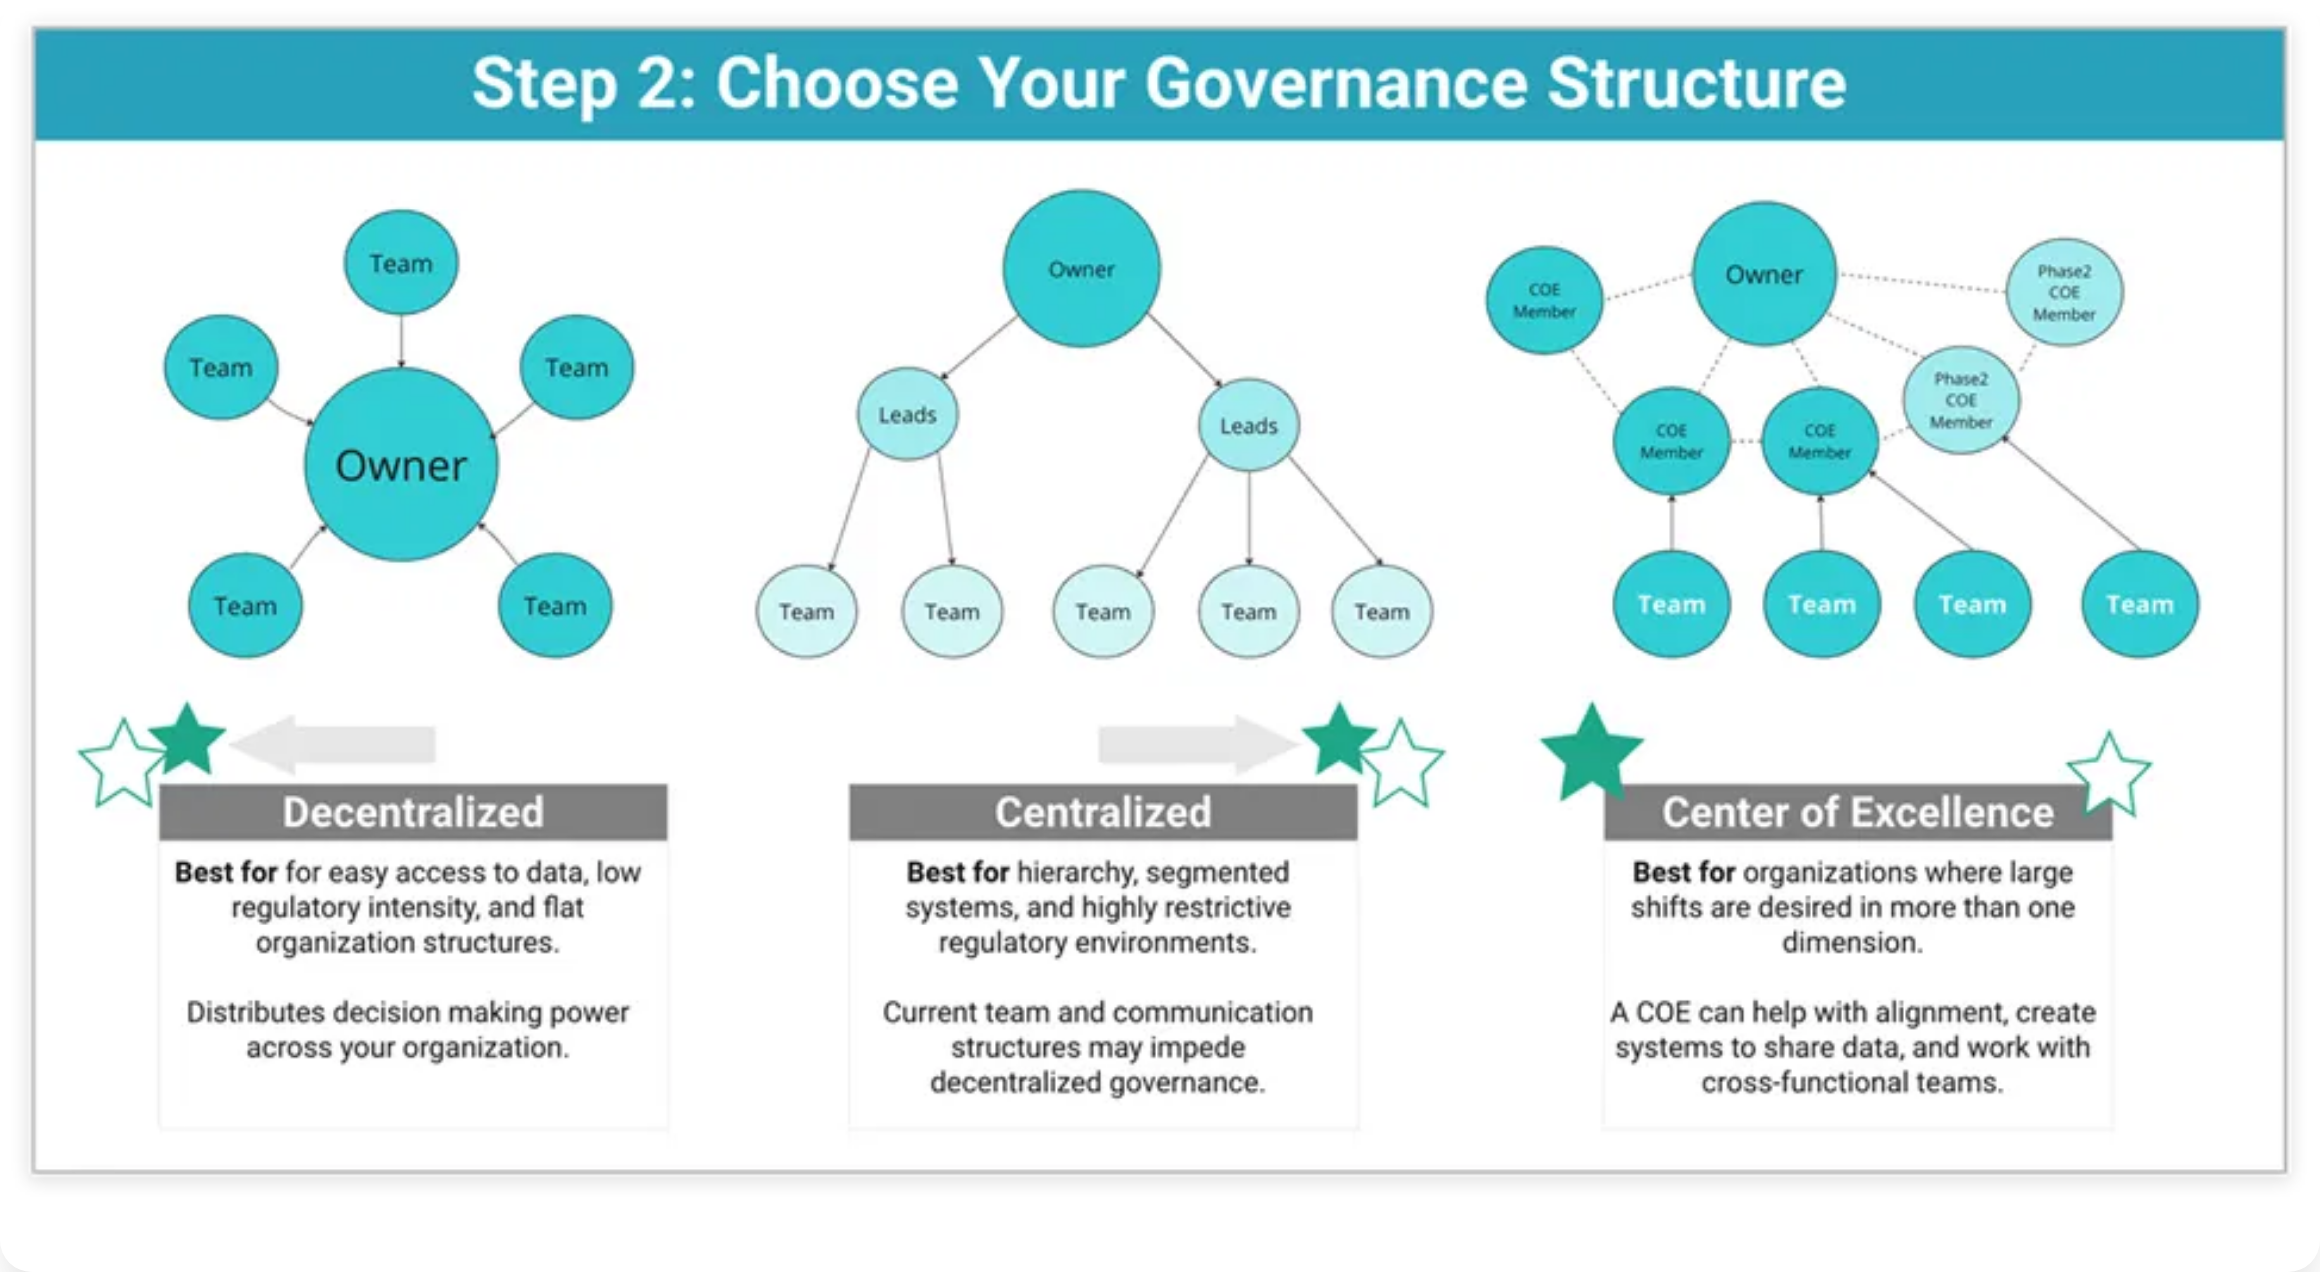 Step 2: Choose Your Governance Structure
Team
Team
Team
Owner
Team
Team
Owner
Leads
Leads
Team
Team
Team
Team
Team
Owner
COE
Member
Phase2
COE
Member
Phase2
COE
Member
COE
Member
COE
Member
Team
Team
Team
Team
Decentralized
Best for for easy access to data, low
regulatory intensity, and flat
organization structures.
Distributes decision making power
across your organization.
Centralized
Best for hierarchy, segmented
systems, and highly restrictive
regulatory environments.
Current team and communication
structures may impede
decentralized governance.
Center of Excellence
Best for organizations where large
shifts are desired in more than one
dimension.
A COE can help with alignment, create
systems to share data, and work with
cross-functional teams.